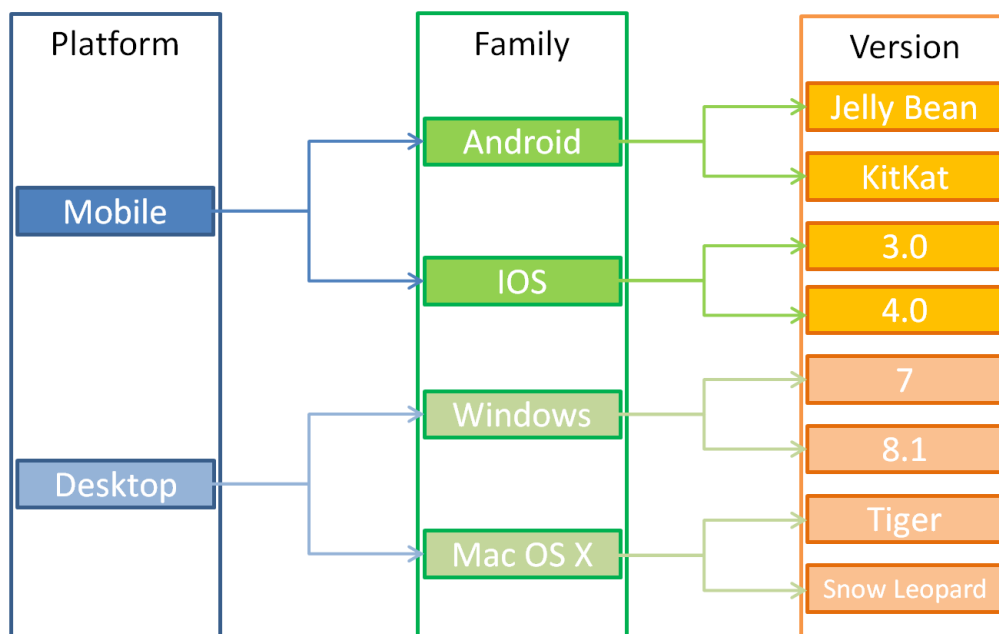 Platform
Family
Version
Mobile
Desktop
Android
IOS
Windows
Mac OS X
Jelly Bean
KitKat
3.0
4.0
7
8.1
Tiger
Snow Leopard